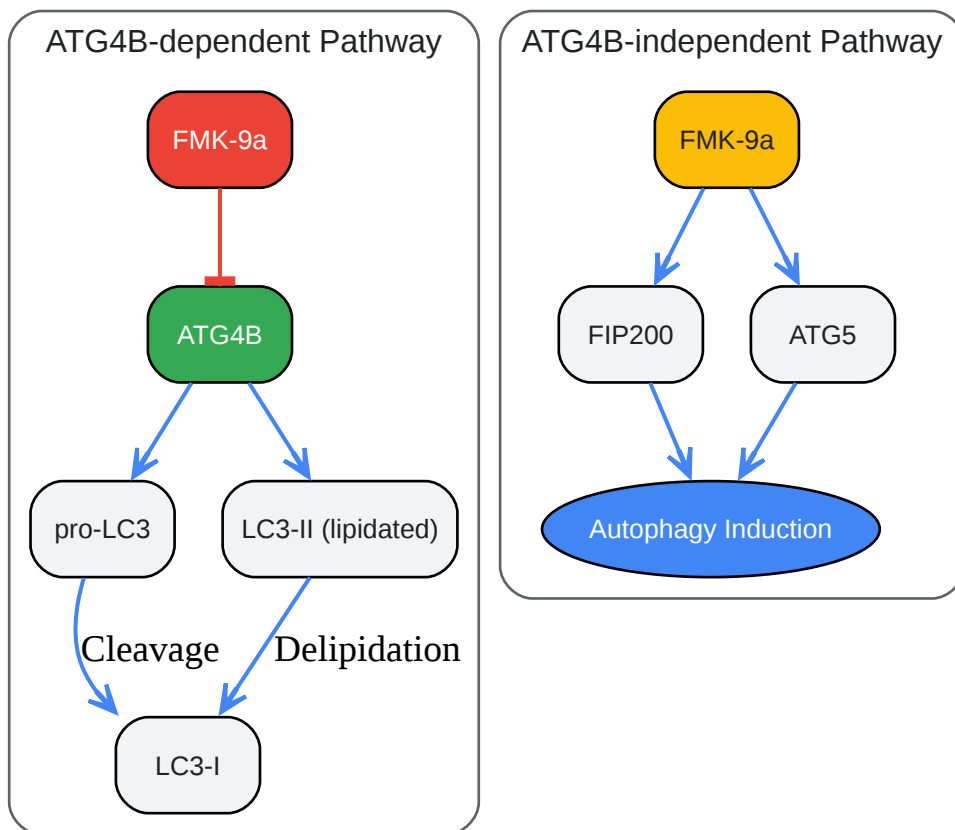 ATG4B-dependent Pathway
FMK-9a
ATG4B
pro-LC3
LC3-II (lipidated)
Cleavage
Delipidation
LC3-I
ATG4B-independent Pathway
FMK-9a
FIP200
ATG5
Autophagy Induction